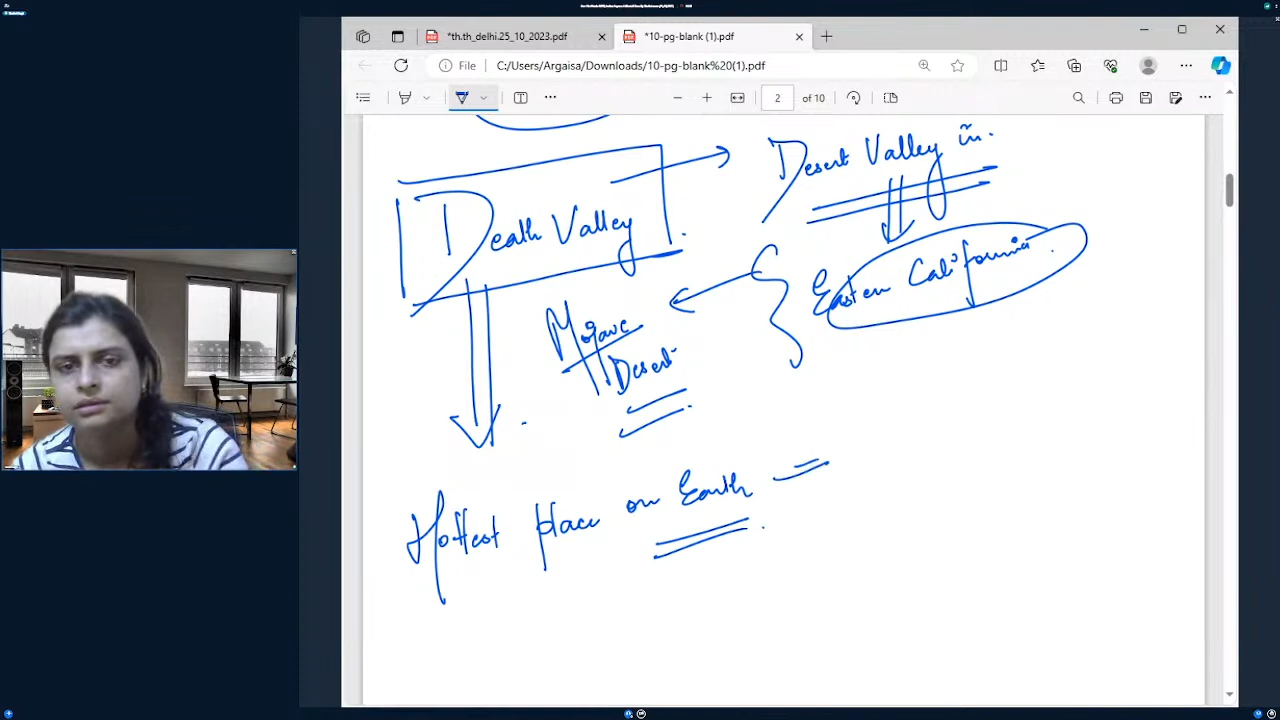 *th.th_delhi.25_10_2023.pdf
*10-pg-blank (1).pdf
File
C:/Users/Argaisa/Downloads/10-pg-blank%20(1).pdf
2 of 10
Desert Valley in
Death Valley
Eastern California
Mojave
Desert
Hottest place on Earth